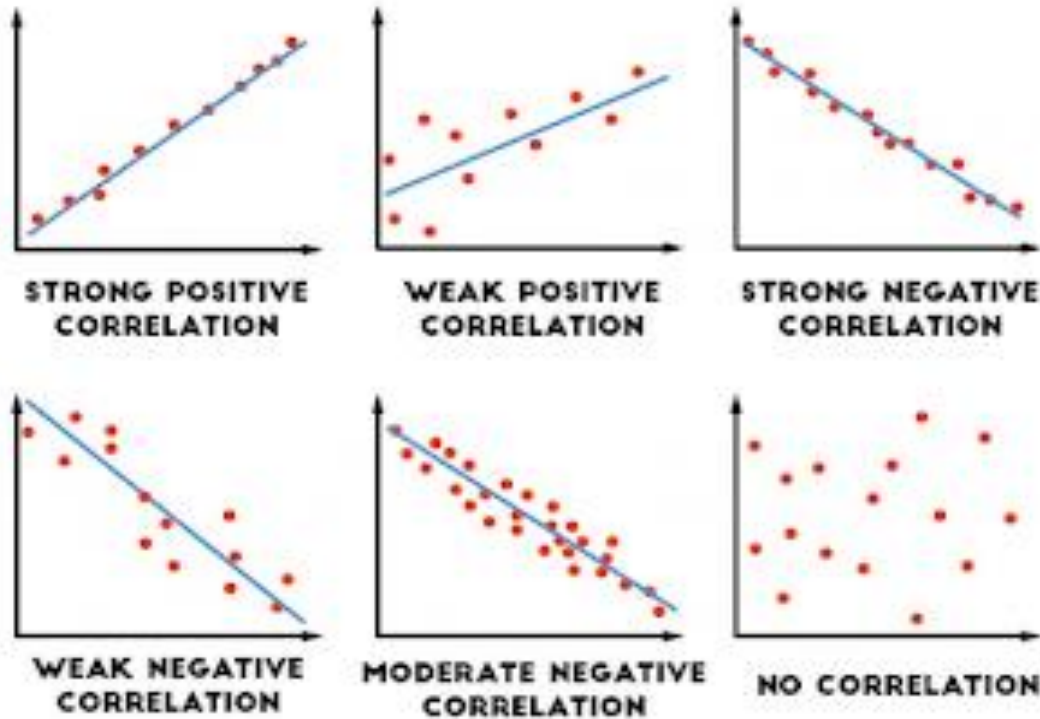 STRONG POSITIVE
CORRELATION
WEAK POSITIVE
CORRELATION
STRONG NEGATIVE
CORRELATION
WEAK NEGATIVE
CORRELATION
MODERATE NEGATIVE
CORRELATION
NO CORRELATION